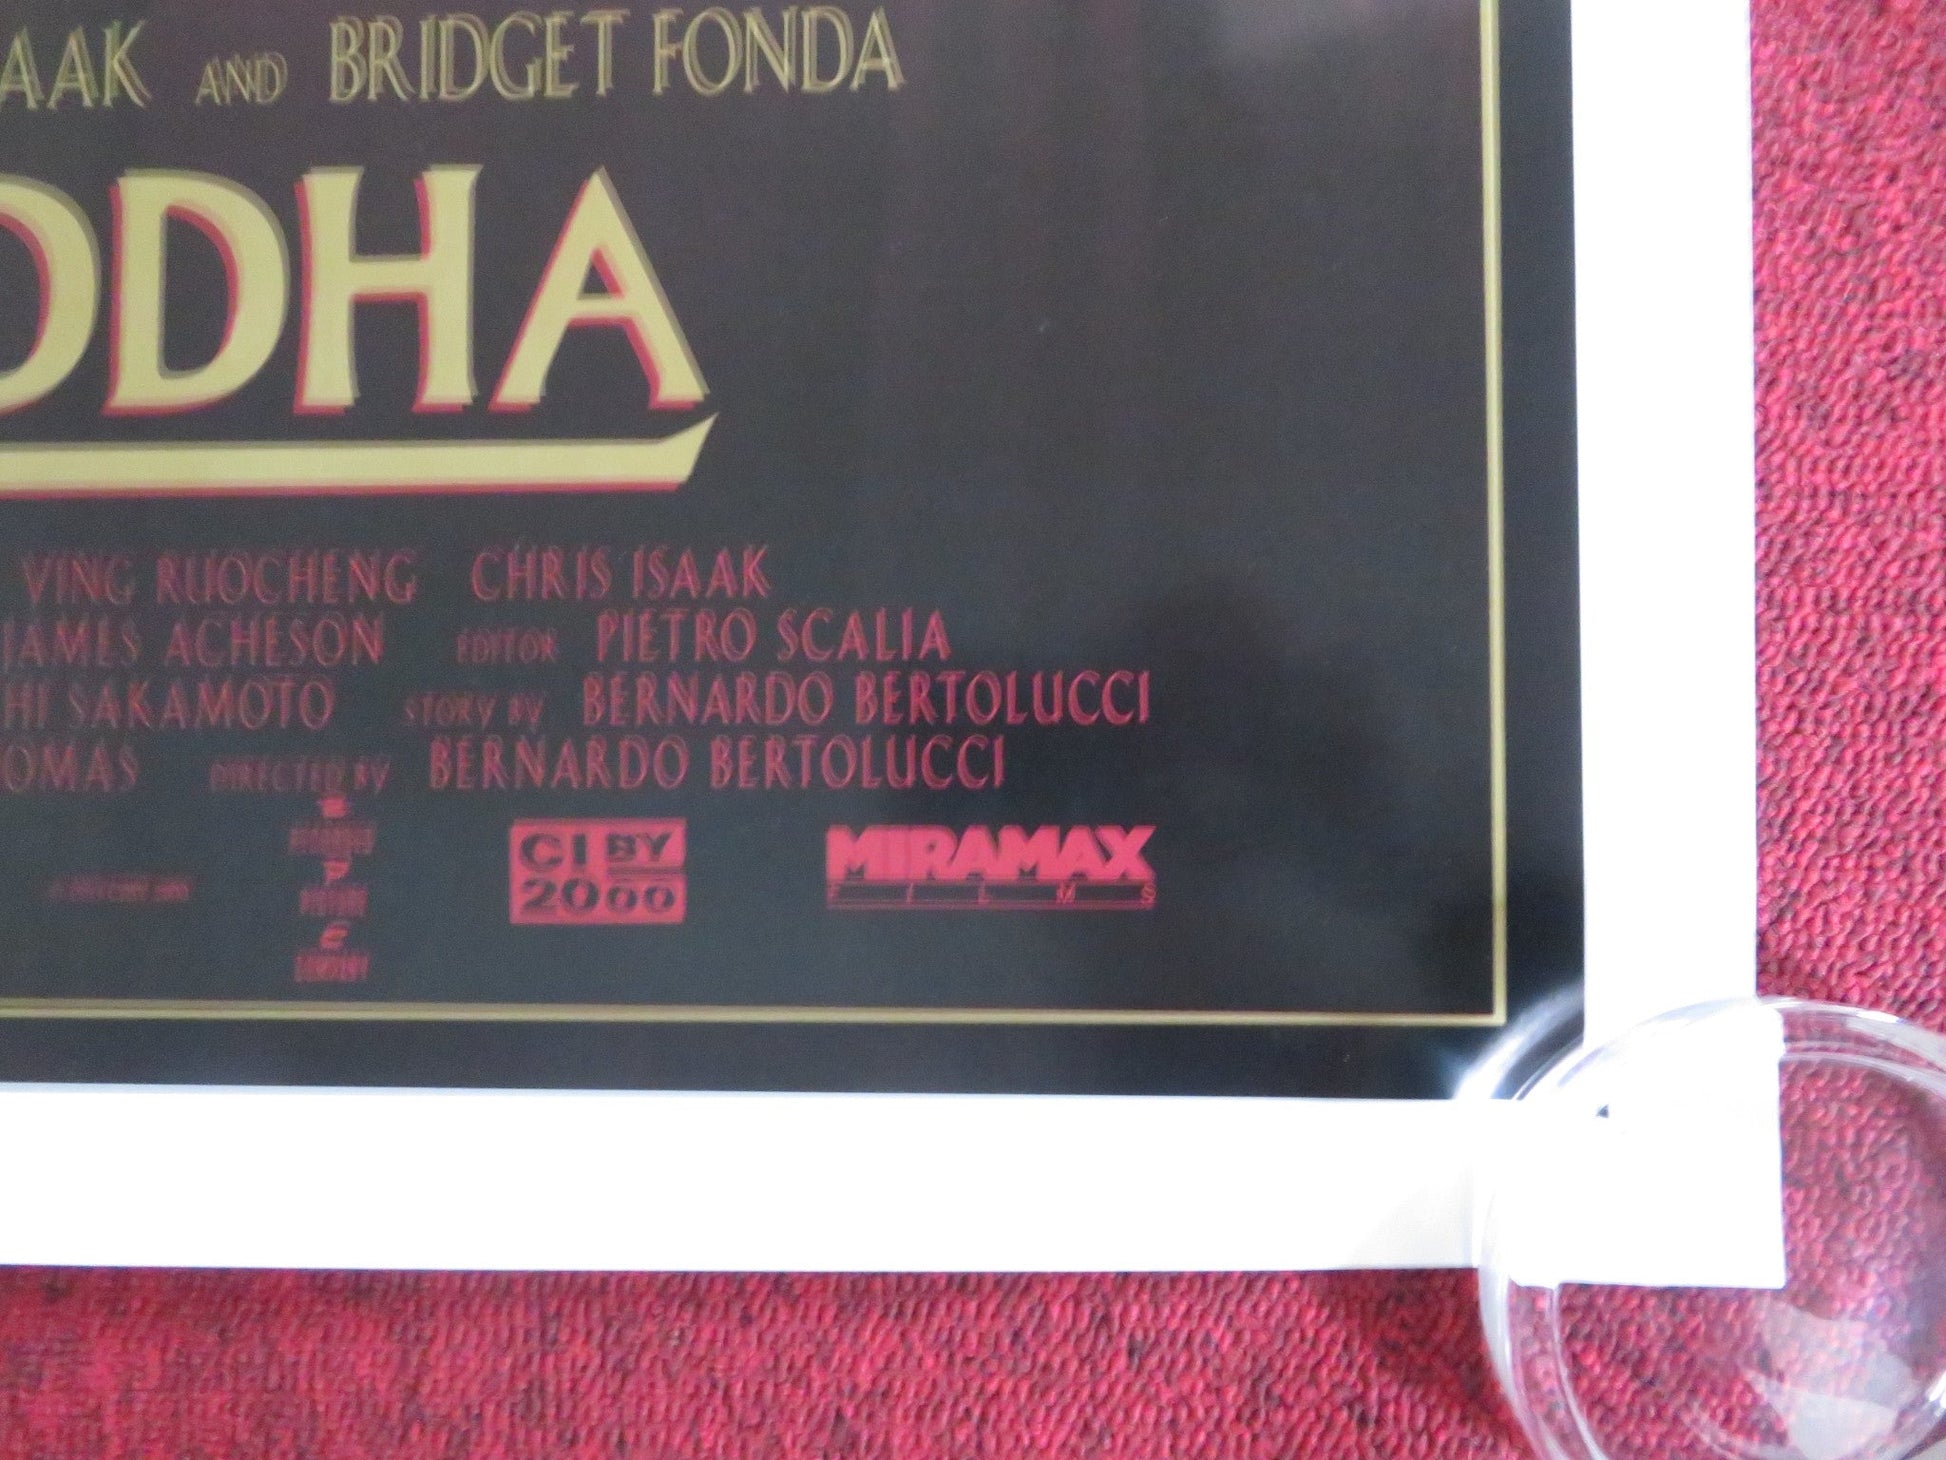 AAK AND BRIDGET FONDA
DDHA
YING RUOCHENG CHRIS ISAAK
JAMES ACHESON EDITOR PIETRO SCALIA
HI SAKAMOTO STORY BY BERNARDO BERTOLUCCI
OMAS DIRECTED BY BERNARDO BERTOLUCCI
CIBY
2000
MIRAMAX
FILMS